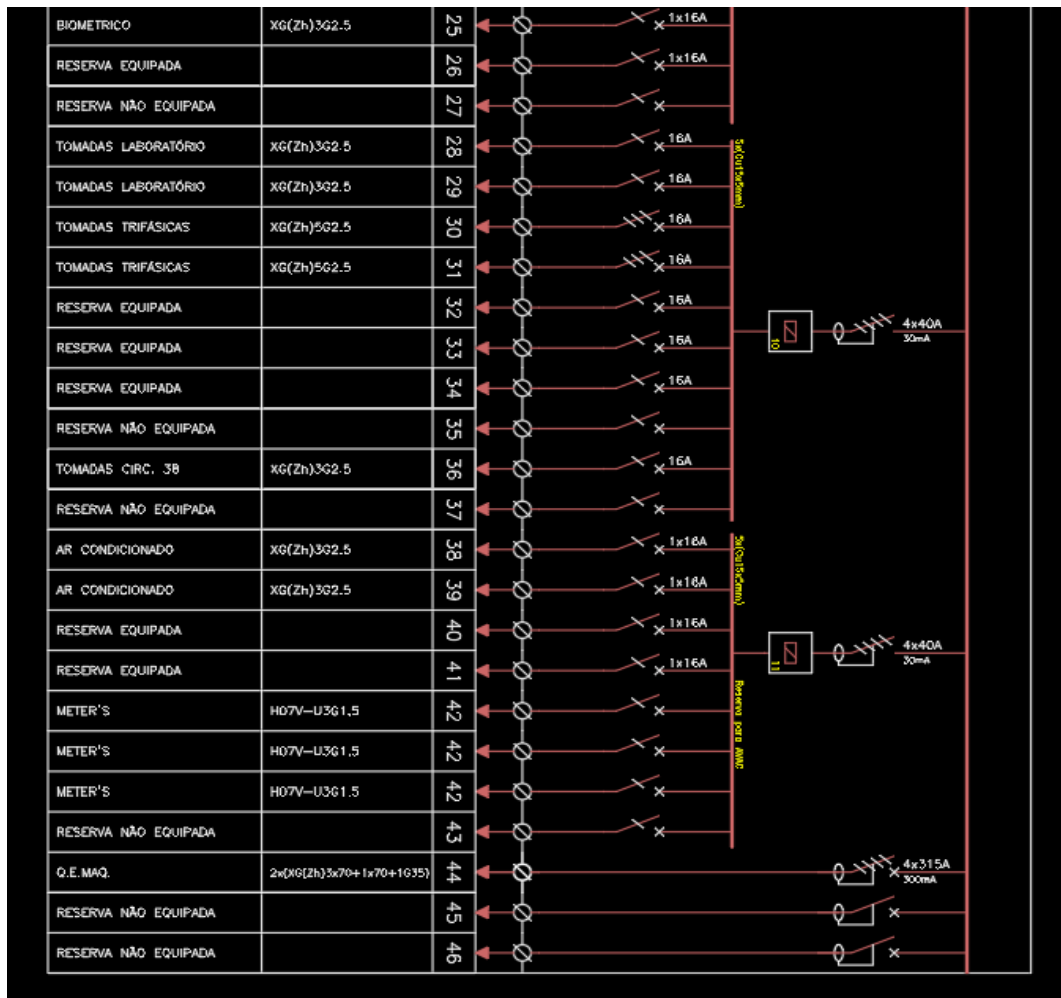 BIOMETRICO XG(Zh)3G2.5 25 1x16A
RESERVA EQUIPADA 26 1x16A
RESERVA NÃO EQUIPADA 27
TOMADAS LABORATÓRIO XG(Zh)3G2.5 28 16A
5x(Cu15x5mm)
TOMADAS LABORATÓRIO XG(Zh)3G2.5 29 16A
TOMADAS TRIFÁSICAS XG(Zh)5G2.5 30 16A
TOMADAS TRIFÁSICAS XG(Zh)5G2.5 31 16A
RESERVA EQUIPADA 32 16A
10 4x40A
30mA
RESERVA EQUIPADA 33 16A
RESERVA EQUIPADA 34 16A
RESERVA NÃO EQUIPADA 35
TOMADAS CIRC. 38 XG(Zh)3G2.5 36 16A
RESERVA NÃO EQUIPADA 37
AR CONDICIONADO XG(Zh)3G2.5 38 1x16A
5x(Cu15x5mm)
AR CONDICIONADO XG(Zh)3G2.5 39 1x16A
RESERVA EQUIPADA 40 1x16A
11 4x40A
30mA
RESERVA EQUIPADA 41 1x16A
Reserva para AVAC
METER'S H07V-U3G1.5 42
METER'S H07V-U3G1.5 42
METER'S H07V-U3G1.5 42
RESERVA NÃO EQUIPADA 43
Q.E.MAQ. 2x(XG(Zh)3x70+1x70+1G35) 44 4x315A
300mA
RESERVA NÃO EQUIPADA 45
RESERVA NÃO EQUIPADA 46